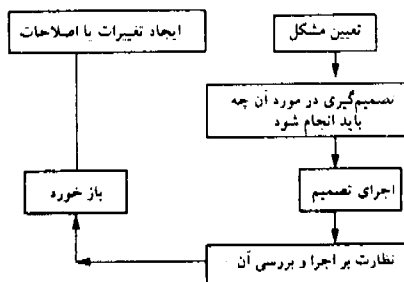 تعیین مشکل
تصمیم‌گیری در مورد آن چه
باید انجام شود
اجرای تصمیم
نظارت بر اجرا و بررسی آن
باز خورد
ایجاد تغییرات یا اصلاحات